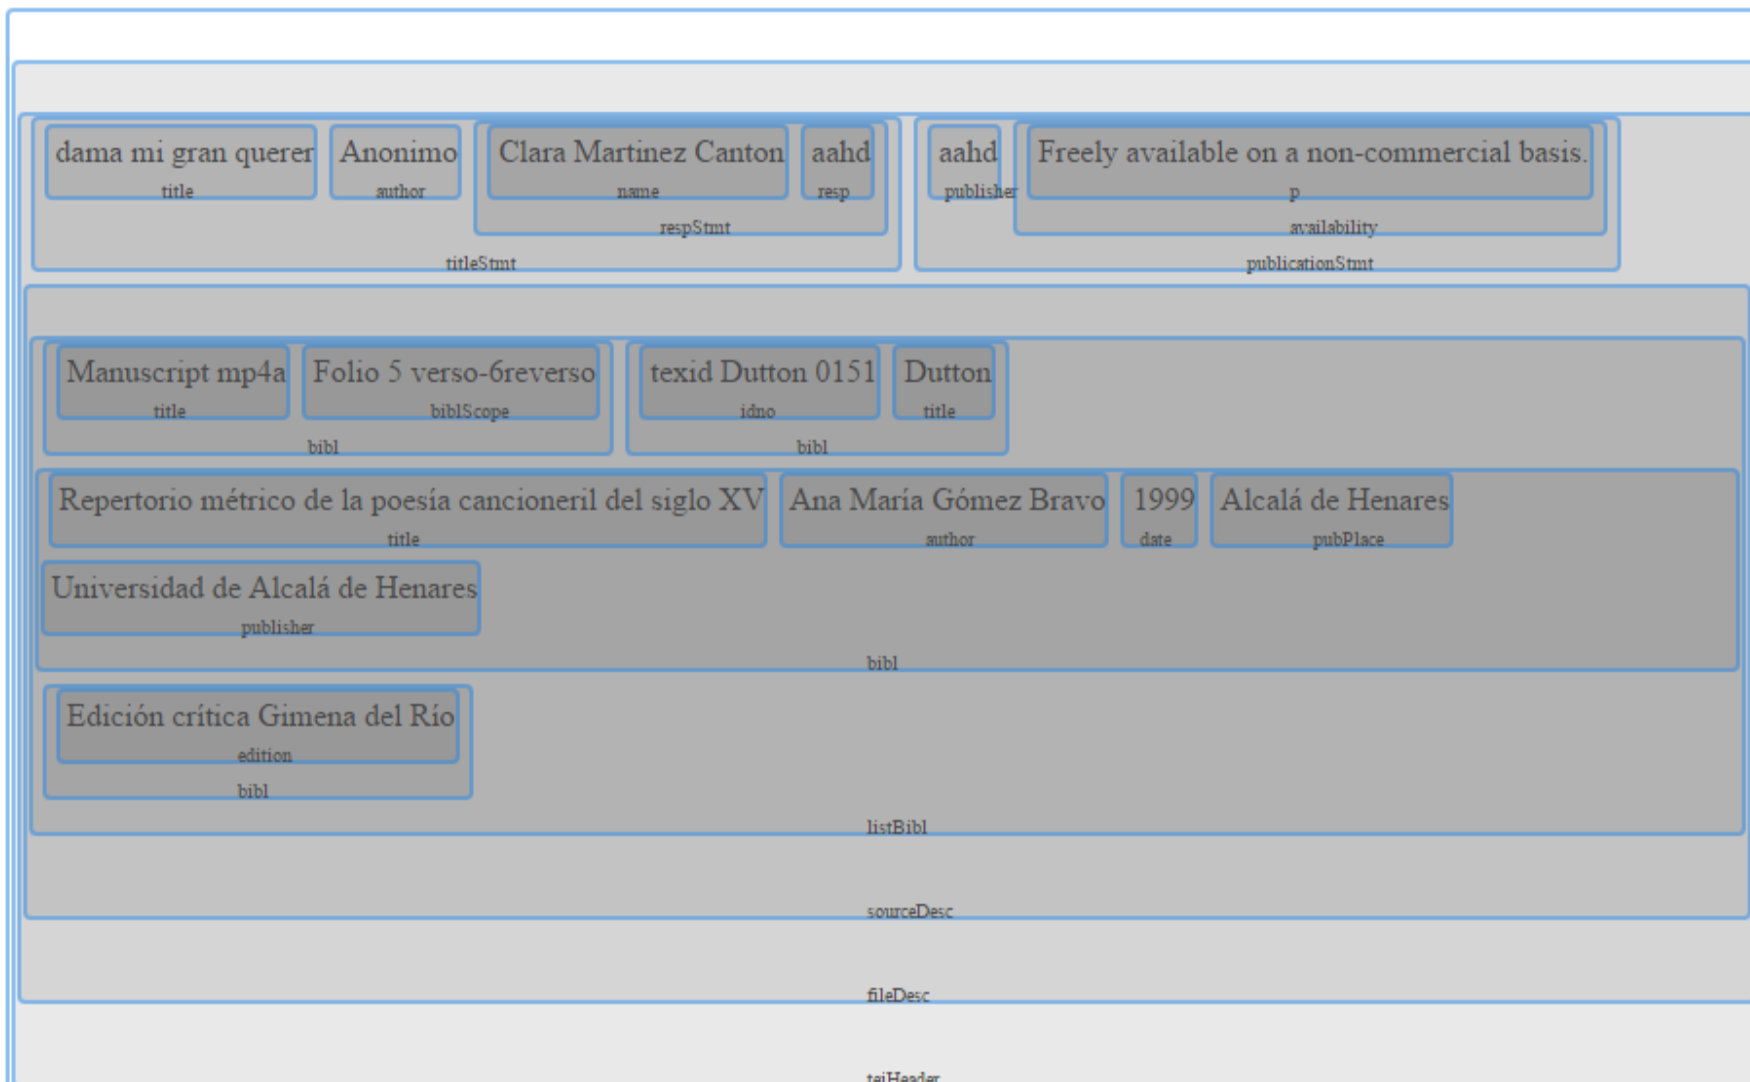 dama mi gran querer Anonimo Clara Martinez Canton aahd aahd Freely available on a non-commercial basis.
title author name resp publisher p
respStmt availability
titleStmt publicationStmt
Manuscript mp4a Folio 5 verso-6reverso texid Dutton 0151 Dutton
title biblScope idno title
bibl bibl
Repertorio métrico de la poesía cancioneril del siglo XV Ana María Gómez Bravo 1999 Alcalá de Henares
title author date pubPlace
Universidad de Alcalá de Henares
publisher
bibl
Edición crítica Gimena del Río
edition
bibl
listBibl
sourceDesc
fileDesc
teiHeader